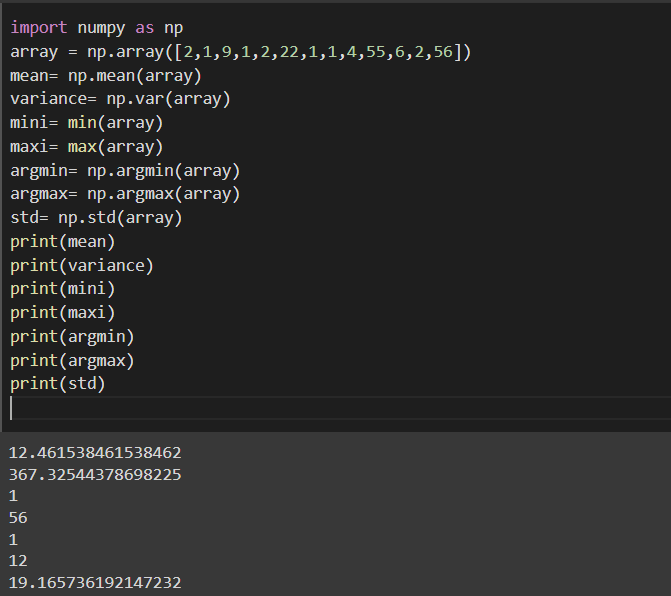 import numpy as np
array = np.array([2,1,9,1,2,22,1,1,4,55,6,2,56])
mean= np.mean(array)
variance= np.var(array)
mini= min(array)
maxi= max(array)
argmin= np.argmin(array)
argmax= np.argmax(array)
std= np.std(array)
print(mean)
print(variance)
print(mini)
print(maxi)
print(argmin)
print(argmax)
print(std)
12.461538461538462
367.32544378698225
1
56
1
12
19.165736192147232